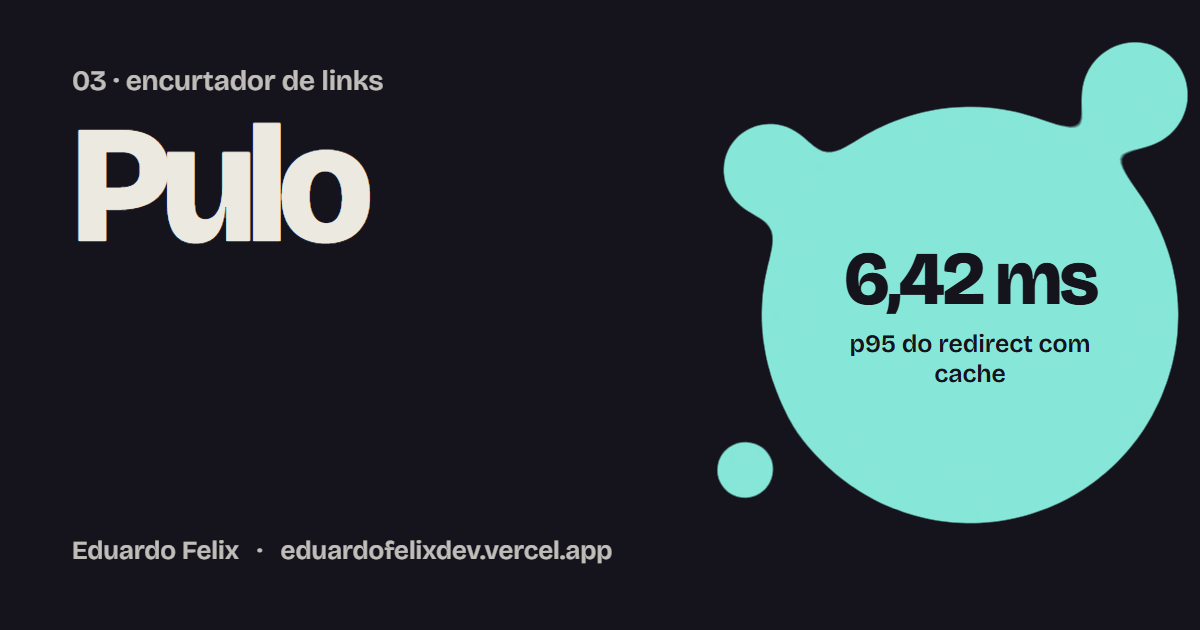 03 · encurtador de links
Pulo
6,42 ms
p95 do redirect com
cache
Eduardo Felix · eduardofelixdev.vercel.app